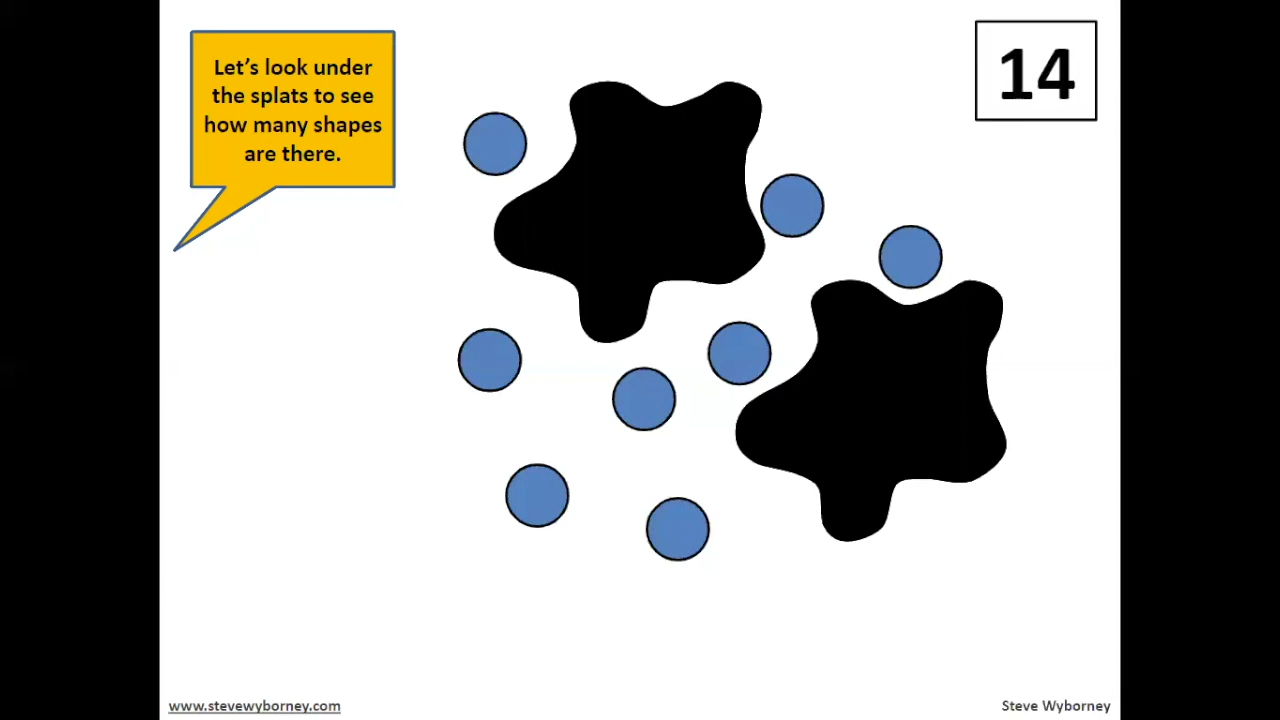 Let’s look under
the splats to see
how many shapes
are there.
14
www.stevewyborney.com
Steve Wyborney